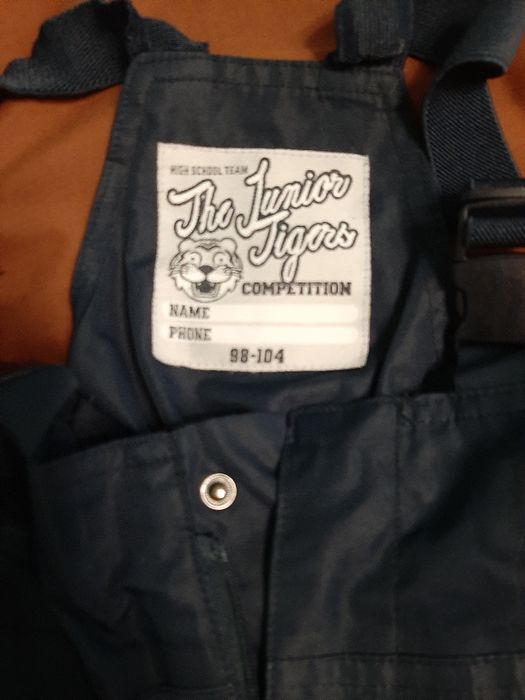 HIGH SCHOOL TEAM
The Junior
Tigers
COMPETITION
NAME
PHONE
98-104